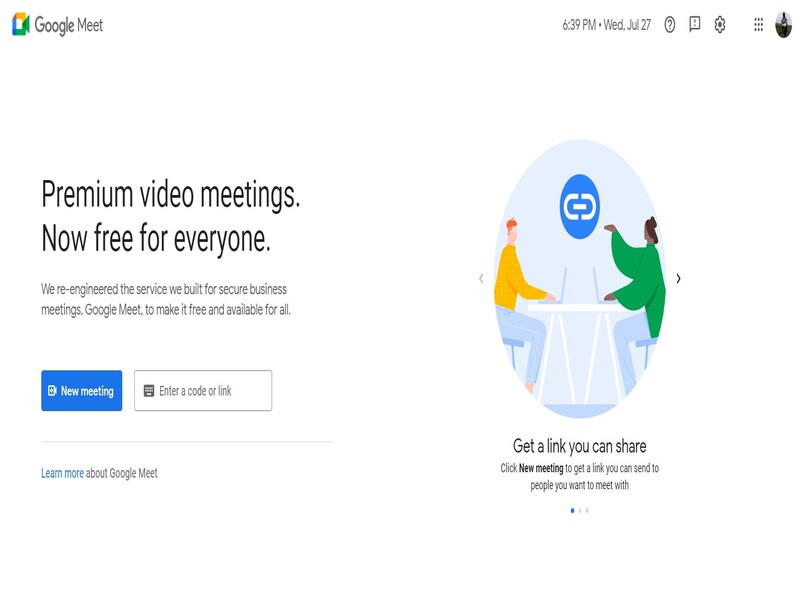 Google Meet
6:39 PM • Wed, Jul 27
Premium video meetings.
Now free for everyone.
We re-engineered the service we built for secure business
meetings, Google Meet, to make it free and available for all.
New meeting
Enter a code or link
Learn more about Google Meet
Get a link you can share
Click New meeting to get a link you can send to
people you want to meet with